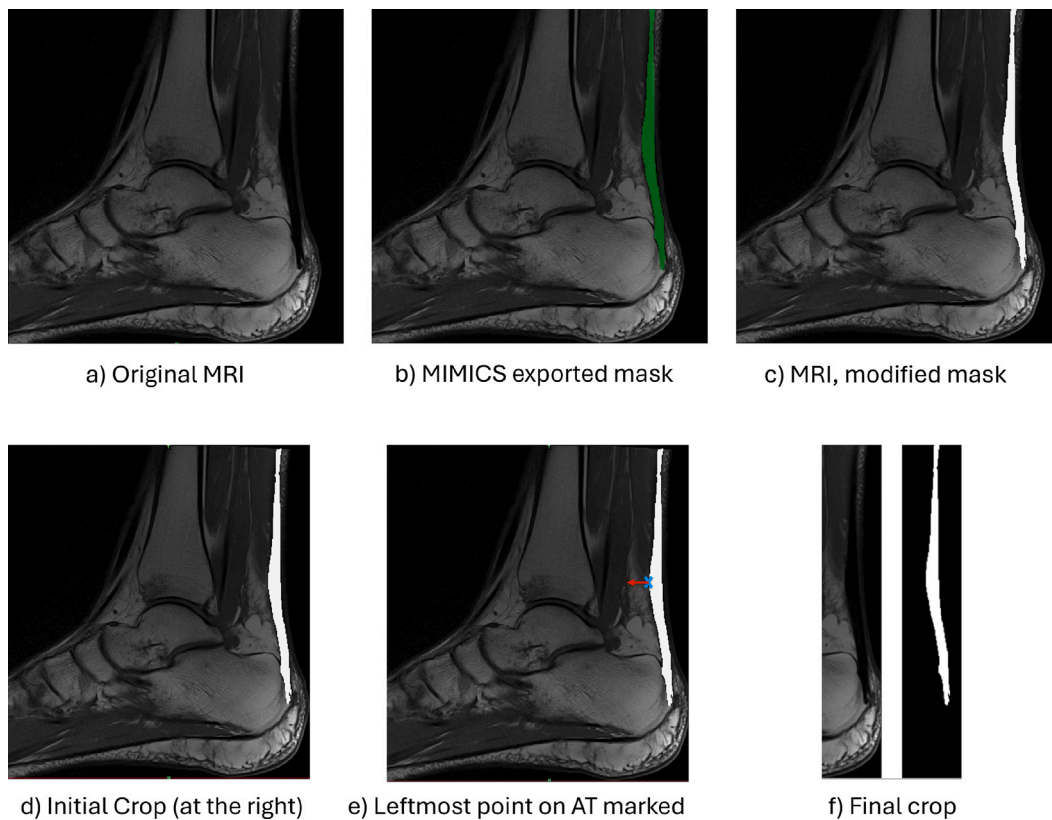 a) Original MRI
b) MIMICS exported mask
c) MRI, modified mask
d) Initial Crop (at the right)
e) Leftmost point on AT marked
f) Final crop